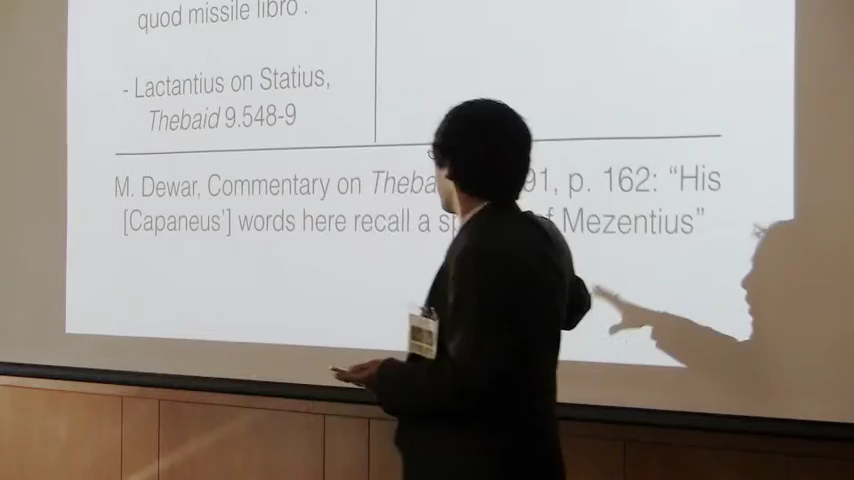 quod missile libro".
- Lactantius on Statius,
Thebaid 9.548-9
M. Dewar, Commentary on 91, p. 162: "His
[Capaneus'] words here recall a of Mezentius"